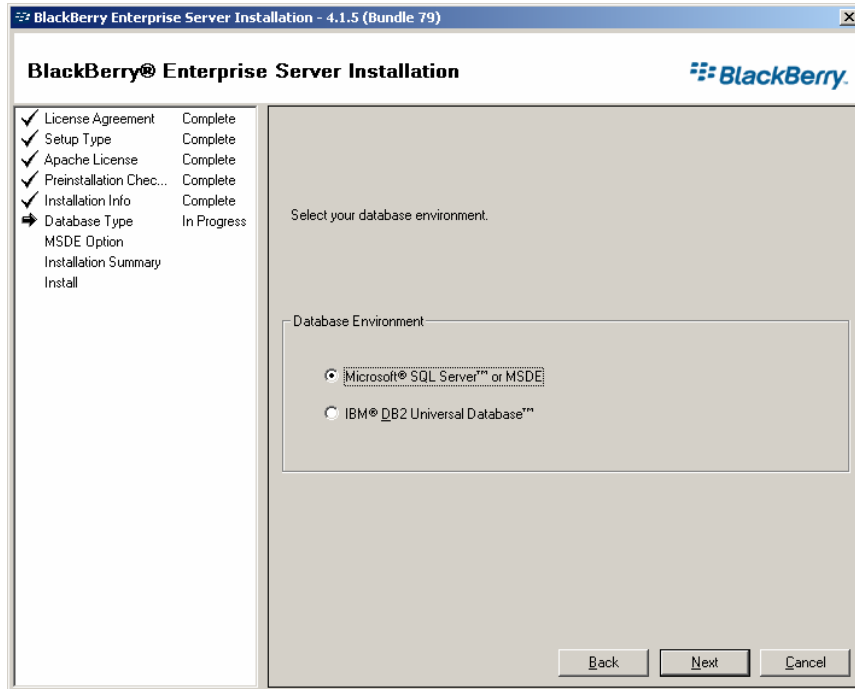 BlackBerry Enterprise Server Installation - 4.1.5 (Bundle 79)
BlackBerry® Enterprise Server Installation
BlackBerry.
License Agreement Complete
Setup Type Complete
Apache License Complete
Preinstallation Chec... Complete
Installation Info Complete
Database Type In Progress
MSDE Option
Installation Summary
Install
Select your database environment.
Database Environment
Microsoft® SQL Server™ or MSDE
IBM® DB2 Universal Database™
Back Next Cancel